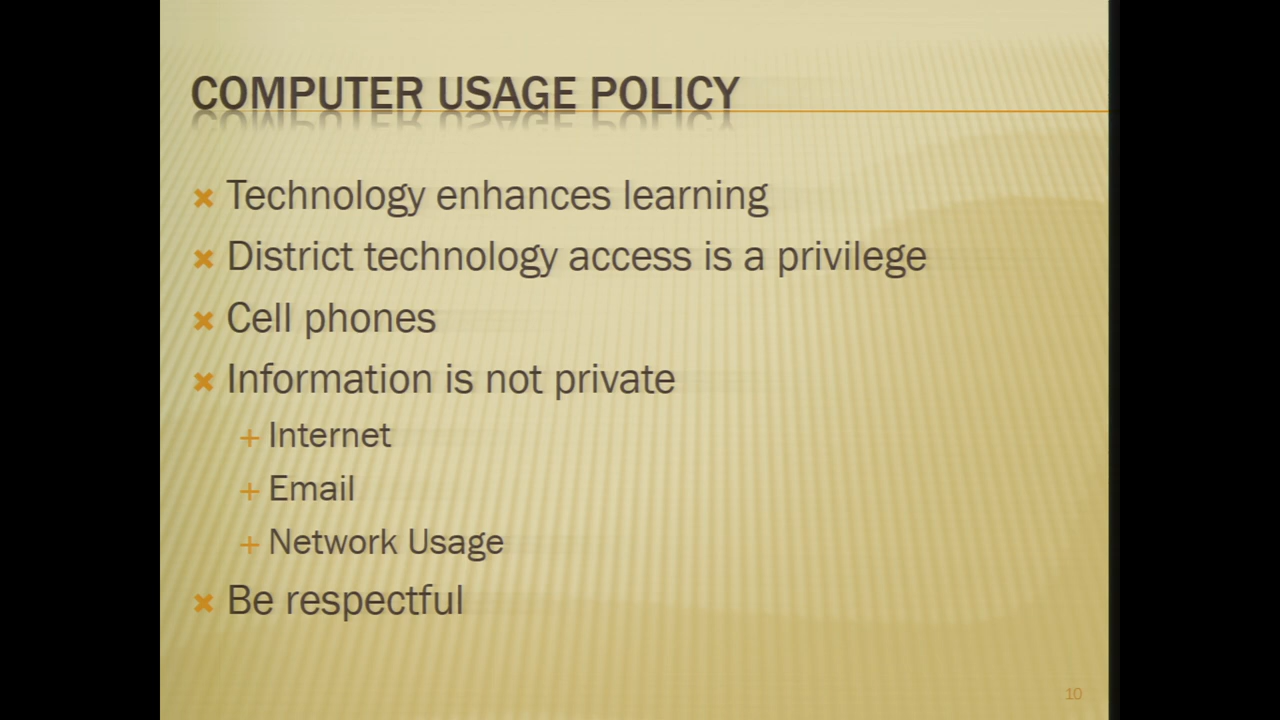 COMPUTER USAGE POLICY
Technology enhances learning
District technology access is a privilege
Cell phones
Information is not private
Internet
Email
Network Usage
Be respectful
10